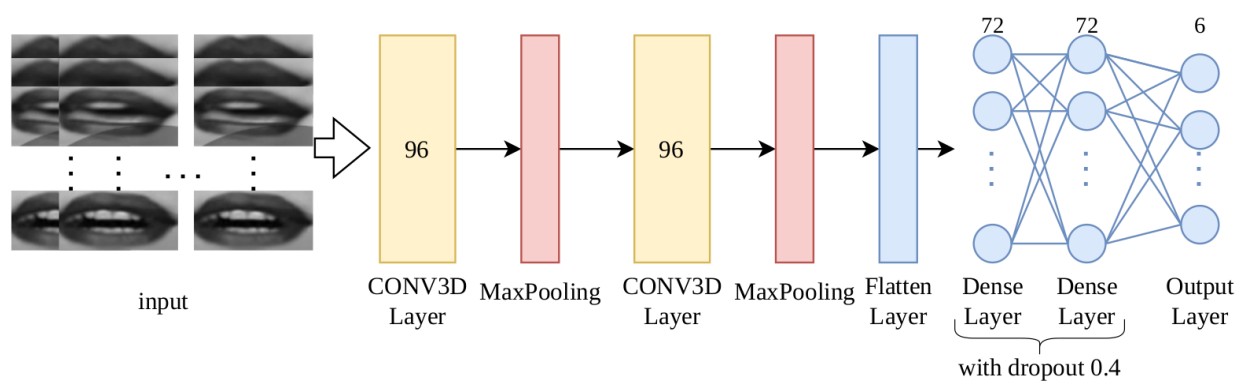 72
72
6
96
96
input
CONV3D
Layer
MaxPooling
CONV3D
Layer
MaxPooling
Flatten
Layer
Dense
Layer
Dense
Layer
Output
Layer
with dropout 0.4